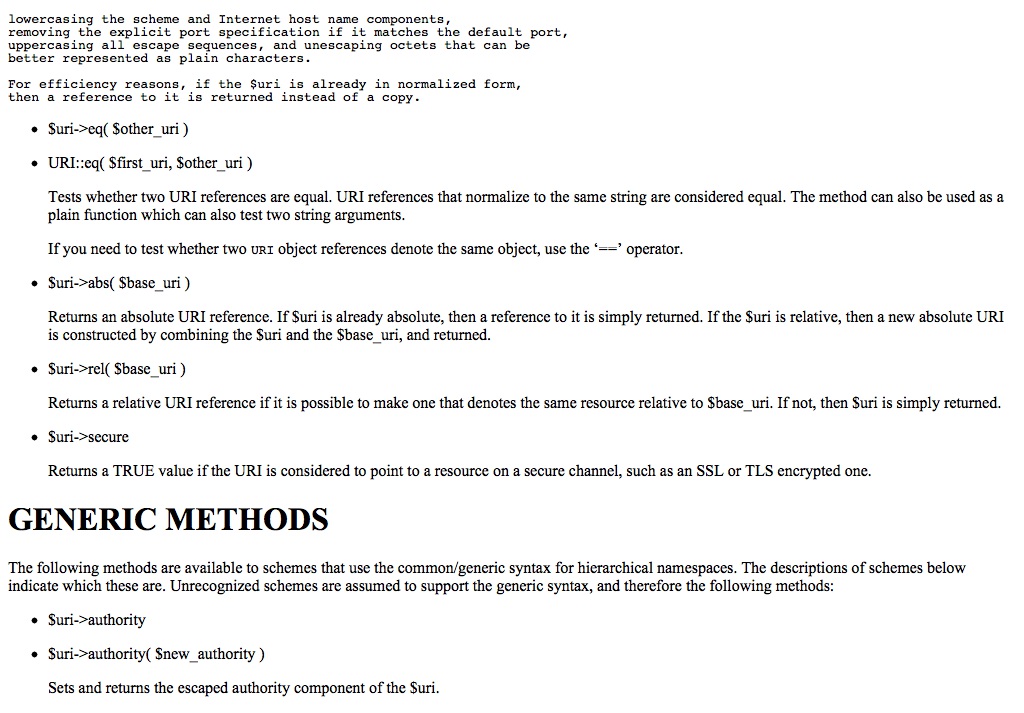 lowercasing the scheme and Internet host name components,
removing the explicit port specification if it matches the default port,
uppercasing all escape sequences, and unescaping octets that can be
better represented as plain characters.
For efficiency reasons, if the $uri is already in normalized form,
then a reference to it is returned instead of a copy.
• $uri->eq( $other_uri )
• URI::eq( $first_uri, $other_uri )
Tests whether two URI references are equal. URI references that normalize to the same string are considered equal. The method can also be used as a
plain function which can also test two string arguments.
If you need to test whether two URI object references denote the same object, use the ‘==’ operator.
• $uri->abs( $base_uri )
Returns an absolute URI reference. If $uri is already absolute, then a reference to it is simply returned. If the $uri is relative, then a new absolute URI
is constructed by combining the $uri and the $base_uri, and returned.
• $uri->rel( $base_uri )
Returns a relative URI reference if it is possible to make one that denotes the same resource relative to $base_uri. If not, then $uri is simply returned.
• $uri->secure
Returns a TRUE value if the URI is considered to point to a resource on a secure channel, such as an SSL or TLS encrypted one.
GENERIC METHODS
The following methods are available to schemes that use the common/generic syntax for hierarchical namespaces. The descriptions of schemes below
indicate which these are. Unrecognized schemes are assumed to support the generic syntax, and therefore the following methods:
• $uri->authority
• $uri->authority( $new_authority )
Sets and returns the escaped authority component of the $uri.